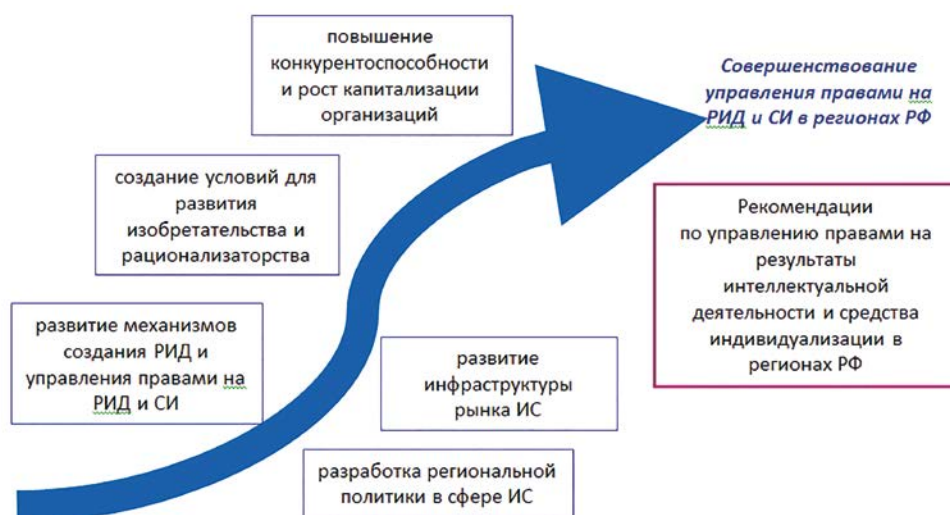 повышение
конкурентоспособности
и рост капитализации
организаций
Совершенствование
управления правами на
РИД и СИ в регионах РФ
создание условий для
развития
изобретательства и
рационализаторства
Рекомендации
по управлению правами на
результаты
интеллектуальной
деятельности и средства
индивидуализации в
регионах РФ
развитие механизмов
создания РИД и
управления правами на
РИД и СИ
развитие
инфраструктуры
рынка ИС
разработка региональной
политики в сфере ИС